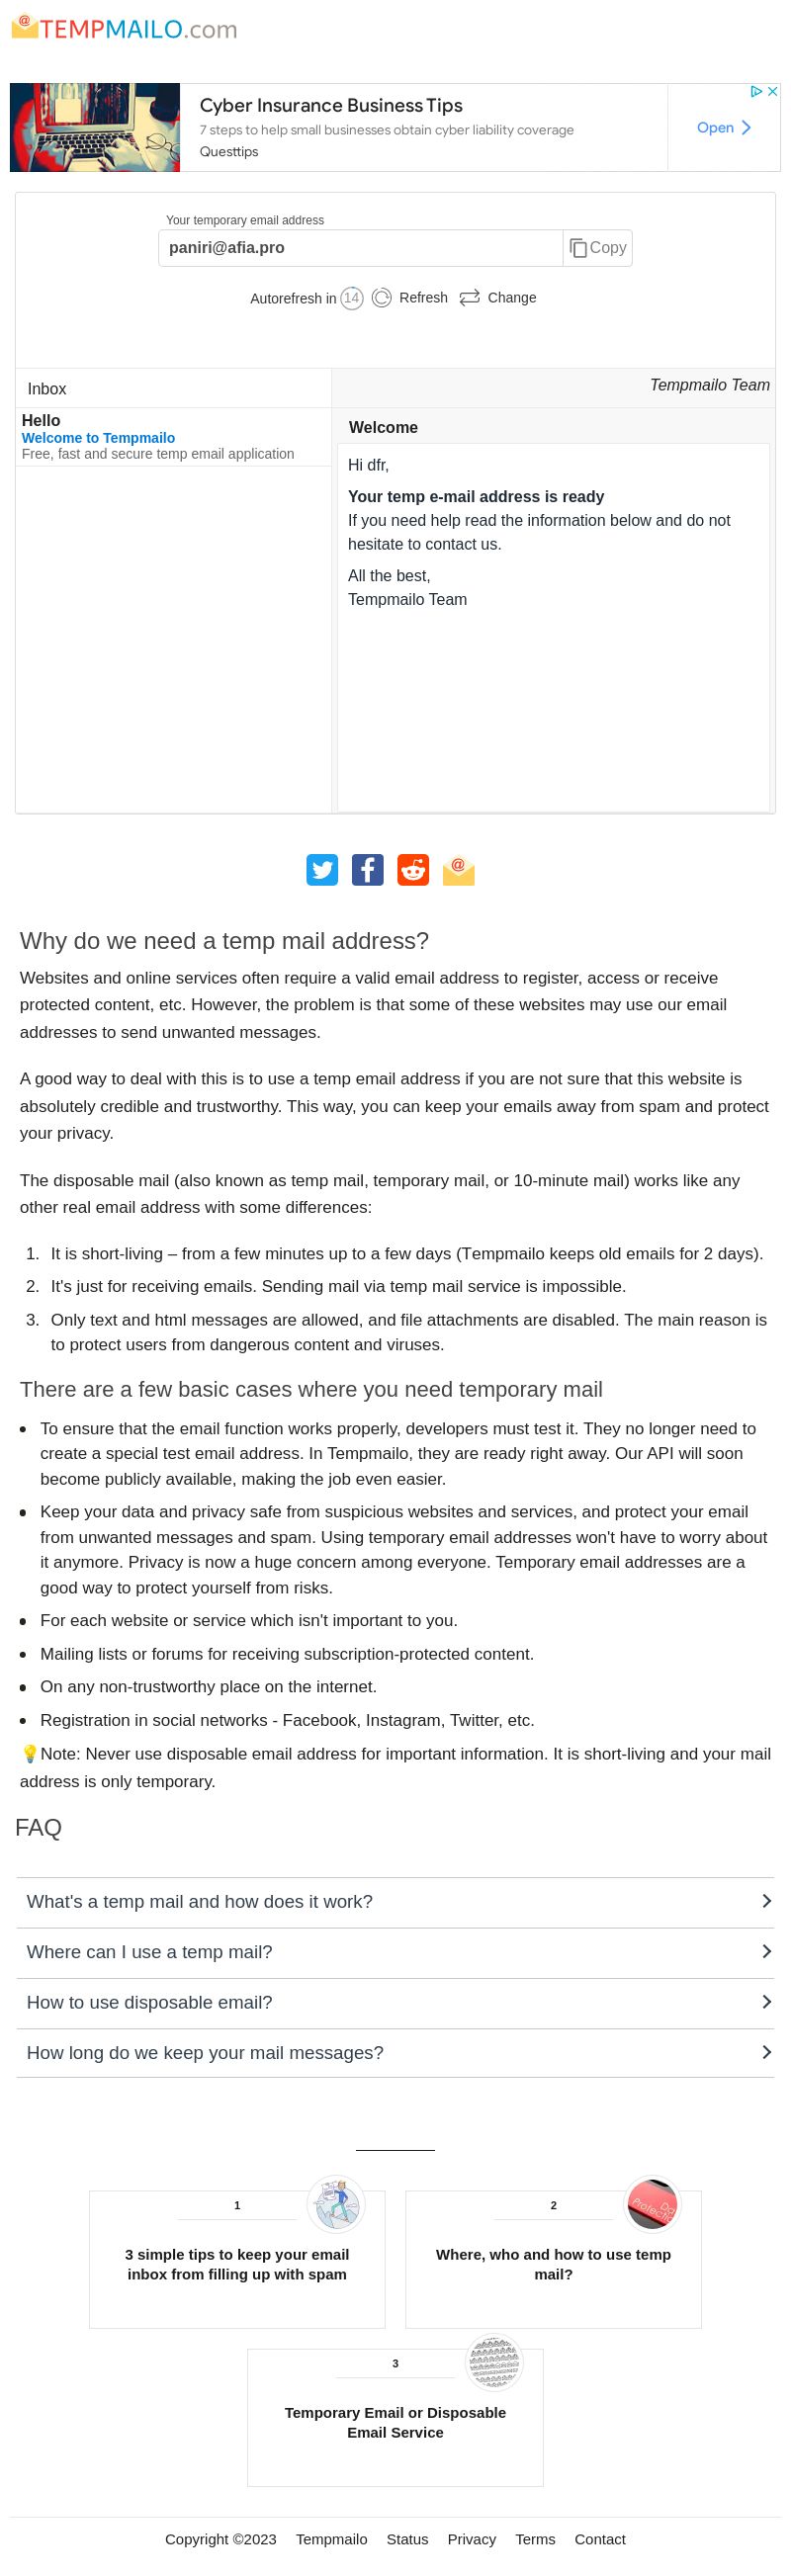 TEMPMAILO.com
Cyber Insurance Business Tips
7 steps to help small businesses obtain cyber liability coverage
Questtips
Open
Your temporary email address
paniri@afia.pro
Copy
Autorefresh in 14 Refresh Change
Inbox
Tempmailo Team
Hello
Welcome to Tempmailo
Free, fast and secure temp email application
Welcome
Hi dfr,
Your temp e-mail address is ready
If you need help read the information below and do not
hesitate to contact us.
All the best,
Tempmailo Team
Why do we need a temp mail address?
Websites and online services often require a valid email address to register, access or receive
protected content, etc. However, the problem is that some of these websites may use our email
addresses to send unwanted messages.
A good way to deal with this is to use a temp email address if you are not sure that this website is
absolutely credible and trustworthy. This way, you can keep your emails away from spam and protect
your privacy.
The disposable mail (also known as temp mail, temporary mail, or 10-minute mail) works like any
other real email address with some differences:
1. It is short-living – from a few minutes up to a few days (Tempmailo keeps old emails for 2 days).
2. It's just for receiving emails. Sending mail via temp mail service is impossible.
3. Only text and html messages are allowed, and file attachments are disabled. The main reason is
to protect users from dangerous content and viruses.
There are a few basic cases where you need temporary mail
• To ensure that the email function works properly, developers must test it. They no longer need to
create a special test email address. In Tempmailo, they are ready right away. Our API will soon
become publicly available, making the job even easier.
• Keep your data and privacy safe from suspicious websites and services, and protect your email
from unwanted messages and spam. Using temporary email addresses won't have to worry about
it anymore. Privacy is now a huge concern among everyone. Temporary email addresses are a
good way to protect yourself from risks.
• For each website or service which isn't important to you.
• Mailing lists or forums for receiving subscription-protected content.
• On any non-trustworthy place on the internet.
• Registration in social networks - Facebook, Instagram, Twitter, etc.
💡Note: Never use disposable email address for important information. It is short-living and your mail
address is only temporary.
FAQ
What's a temp mail and how does it work?
Where can I use a temp mail?
How to use disposable email?
How long do we keep your mail messages?
1
3 simple tips to keep your email
inbox from filling up with spam
2
Where, who and how to use temp
mail?
3
Temporary Email or Disposable
Email Service
Copyright ©2023 Tempmailo Status Privacy Terms Contact